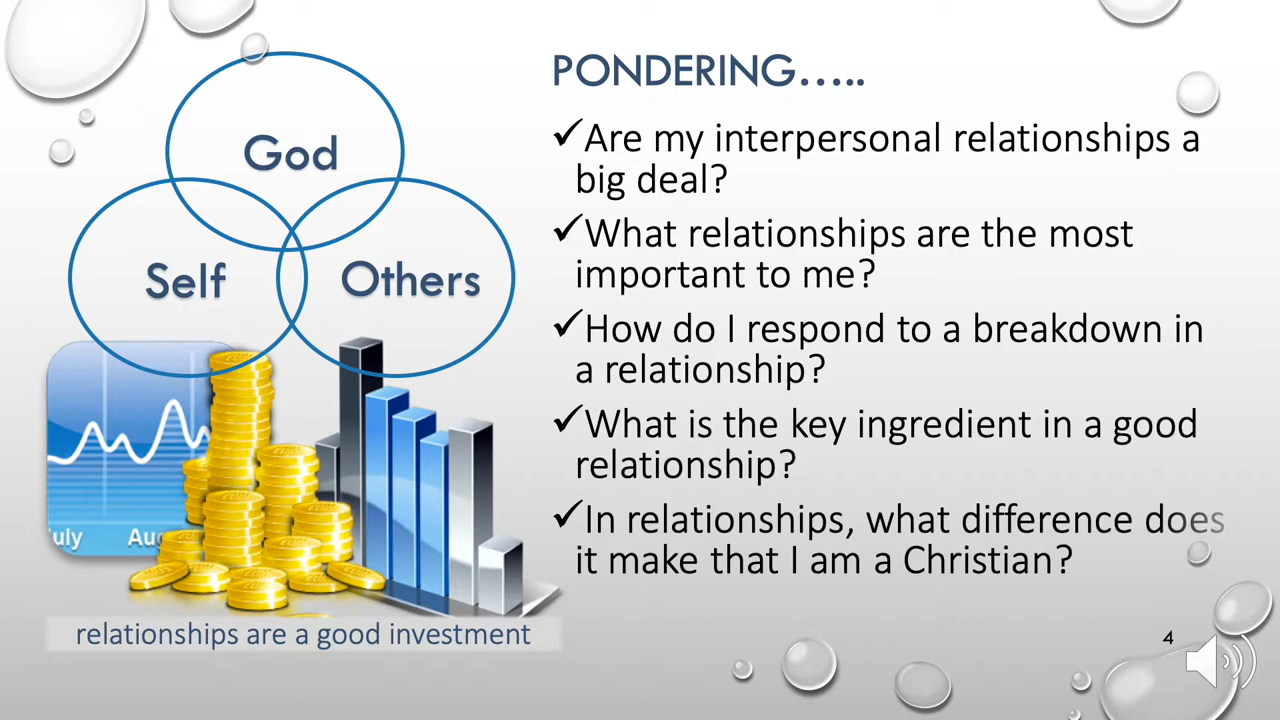 God
Self
Others
uly
Aug
relationships are a good investment
PONDERING…..
✓Are my interpersonal relationships a
big deal?
✓What relationships are the most
important to me?
✓How do I respond to a breakdown in
a relationship?
✓What is the key ingredient in a good
relationship?
✓In relationships, what difference does
it make that I am a Christian?
4